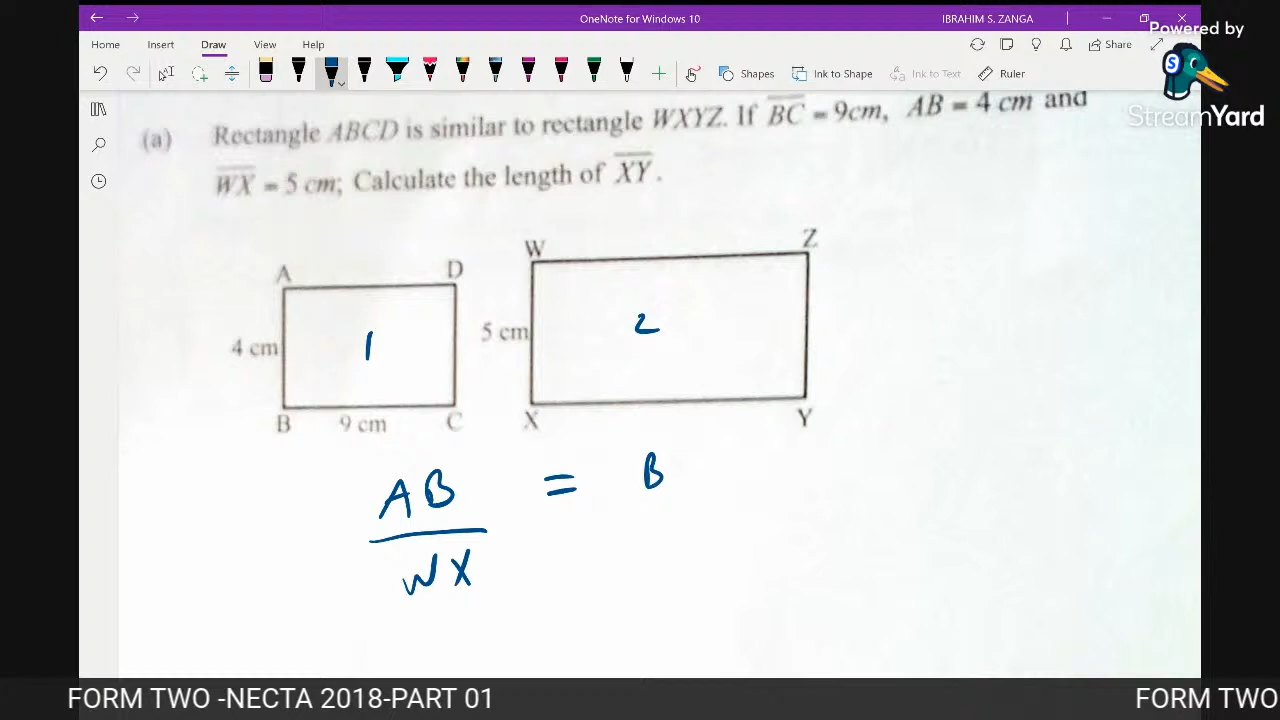 OneNote for Windows 10
IBRAHIM S. ZANGA
Powered by
StreamYard
Home Insert Draw View Help
Share
Shapes Ink to Shape Ink to Text Ruler
(a) Rectangle ABCD is similar to rectangle WXYZ. If BC = 9cm, AB = 4 cm and
WX = 5 cm; Calculate the length of XY.
A D
W Z
4 cm 1
5 cm 2
B 9 cm C
X Y
AB = B
WX
FORM TWO -NECTA 2018-PART 01
FORM TWO